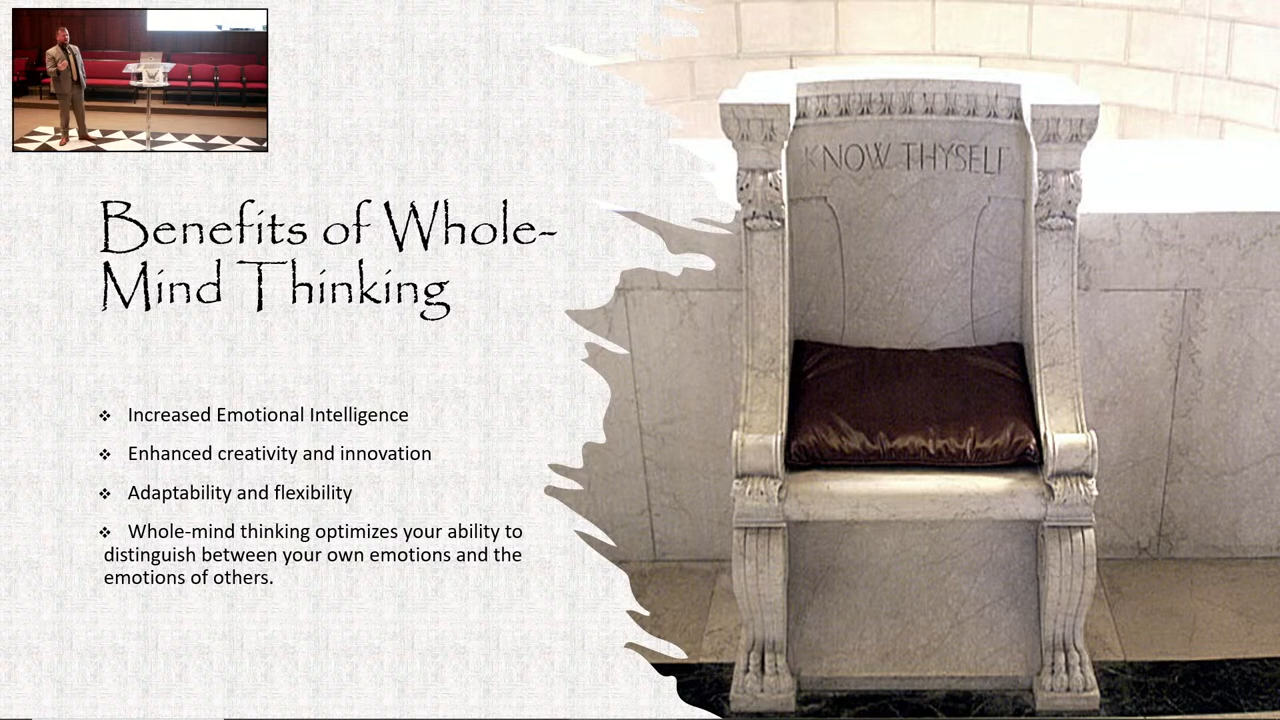 Benefits of Whole-
Mind Thinking
❖ Increased Emotional Intelligence
❖ Enhanced creativity and innovation
❖ Adaptability and flexibility
❖ Whole-mind thinking optimizes your ability to
distinguish between your own emotions and the
emotions of others.
KNOW THYSELF